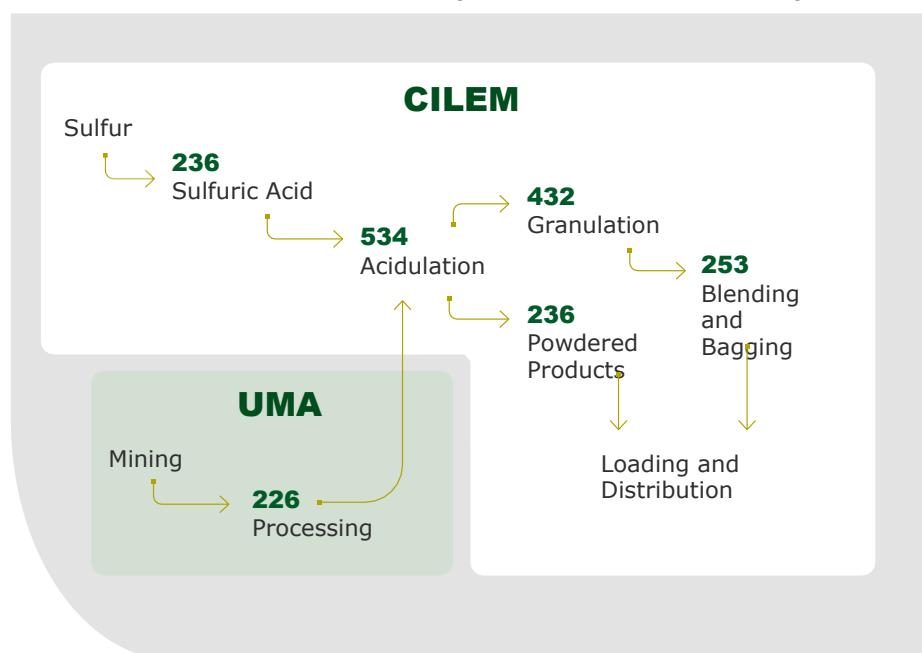 CILEM
Sulfur
236
Sulfuric Acid
534
Acidulation
432
Granulation
253
Blending
and
Bagging
236
Powdered
Products
Loading and
Distribution
UMA
Mining
226
Processing